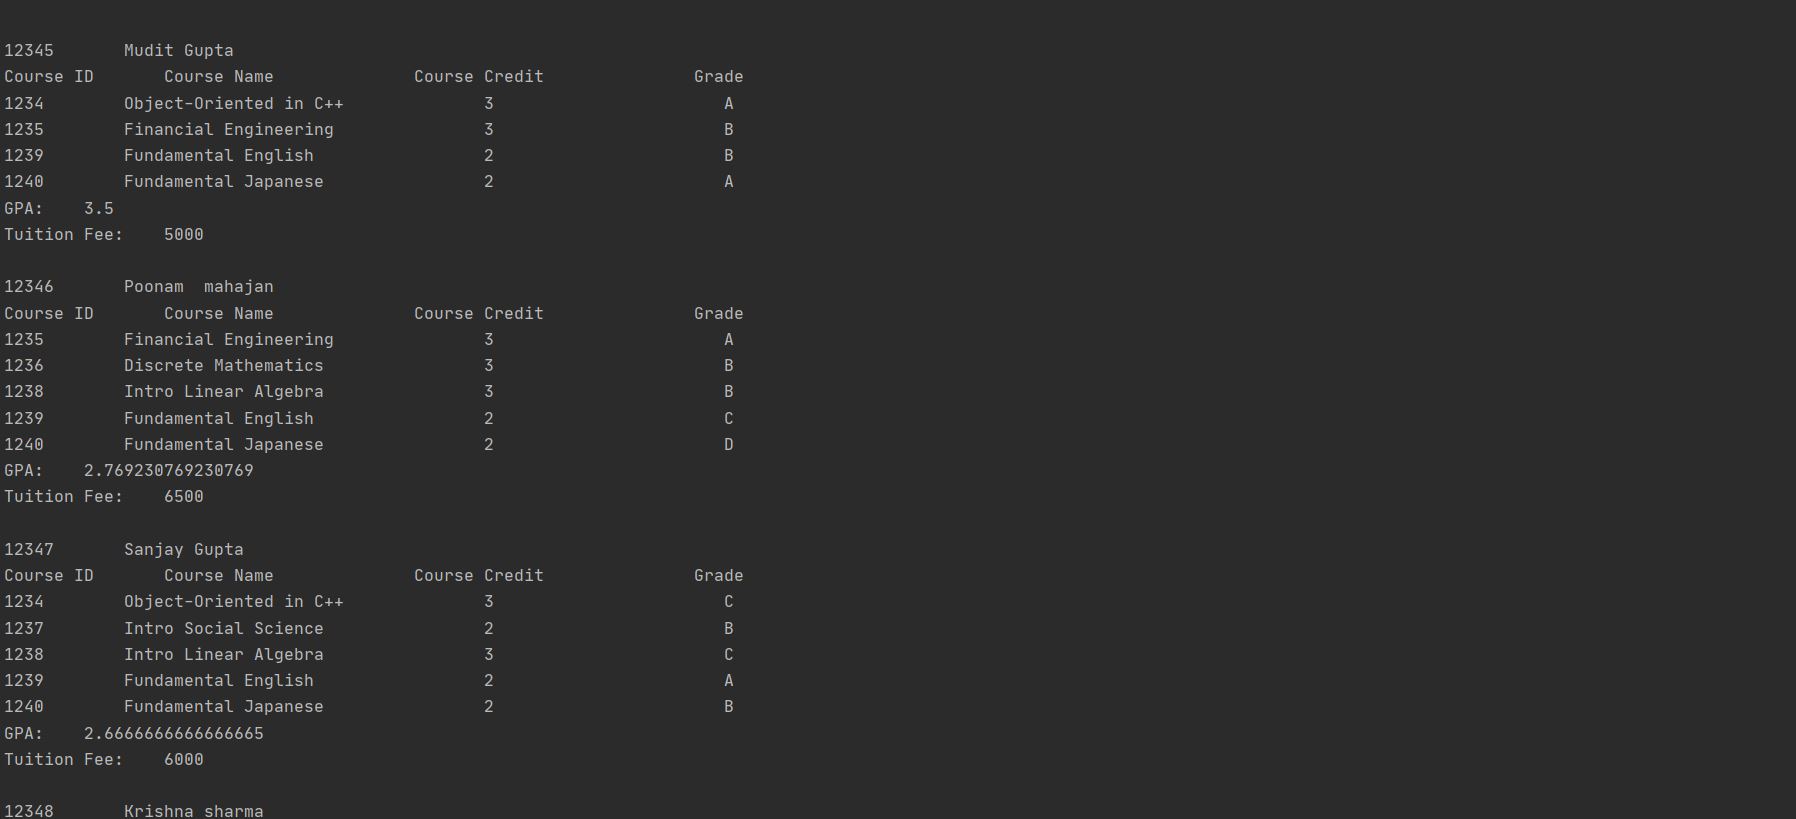 12345       Mudit Gupta
Course ID       Course Name              Course Credit               Grade
1234        Object-Oriented in C++              3                       A
1235        Financial Engineering               3                       B
1239        Fundamental English                 2                       B
1240        Fundamental Japanese                2                       A
GPA:    3.5
Tuition Fee:    5000
12346       Poonam  mahajan
Course ID       Course Name              Course Credit               Grade
1235        Financial Engineering               3                       A
1236        Discrete Mathematics                3                       B
1238        Intro Linear Algebra                3                       B
1239        Fundamental English                 2                       C
1240        Fundamental Japanese                2                       D
GPA:    2.769230769230769
Tuition Fee:    6500
12347       Sanjay Gupta
Course ID       Course Name              Course Credit               Grade
1234        Object-Oriented in C++              3                       C
1237        Intro Social Science                2                       B
1238        Intro Linear Algebra                3                       C
1239        Fundamental English                 2                       A
1240        Fundamental Japanese                2                       B
GPA:    2.6666666666666665
Tuition Fee:    6000
12348       Krishna sharma